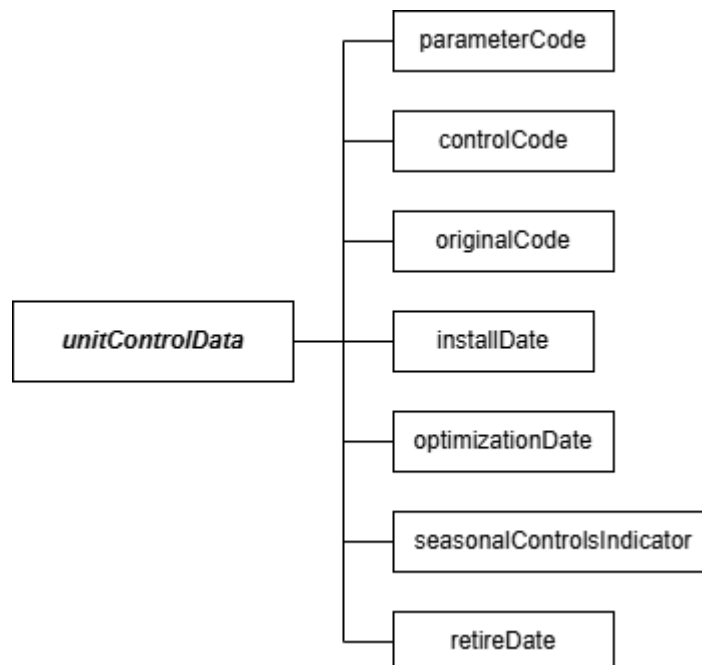 parameterCode
controlCode
originalCode
installDate
unitControlData
optimizationDate
seasonalControlsIndicator
retireDate